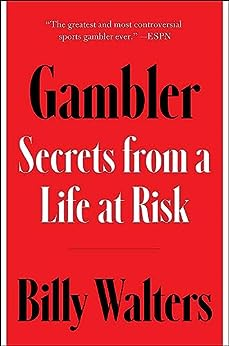 “The greatest and most controversial
sports gambler ever.” —ESPN
Gambler
Secrets from a
Life at Risk
Billy Walters